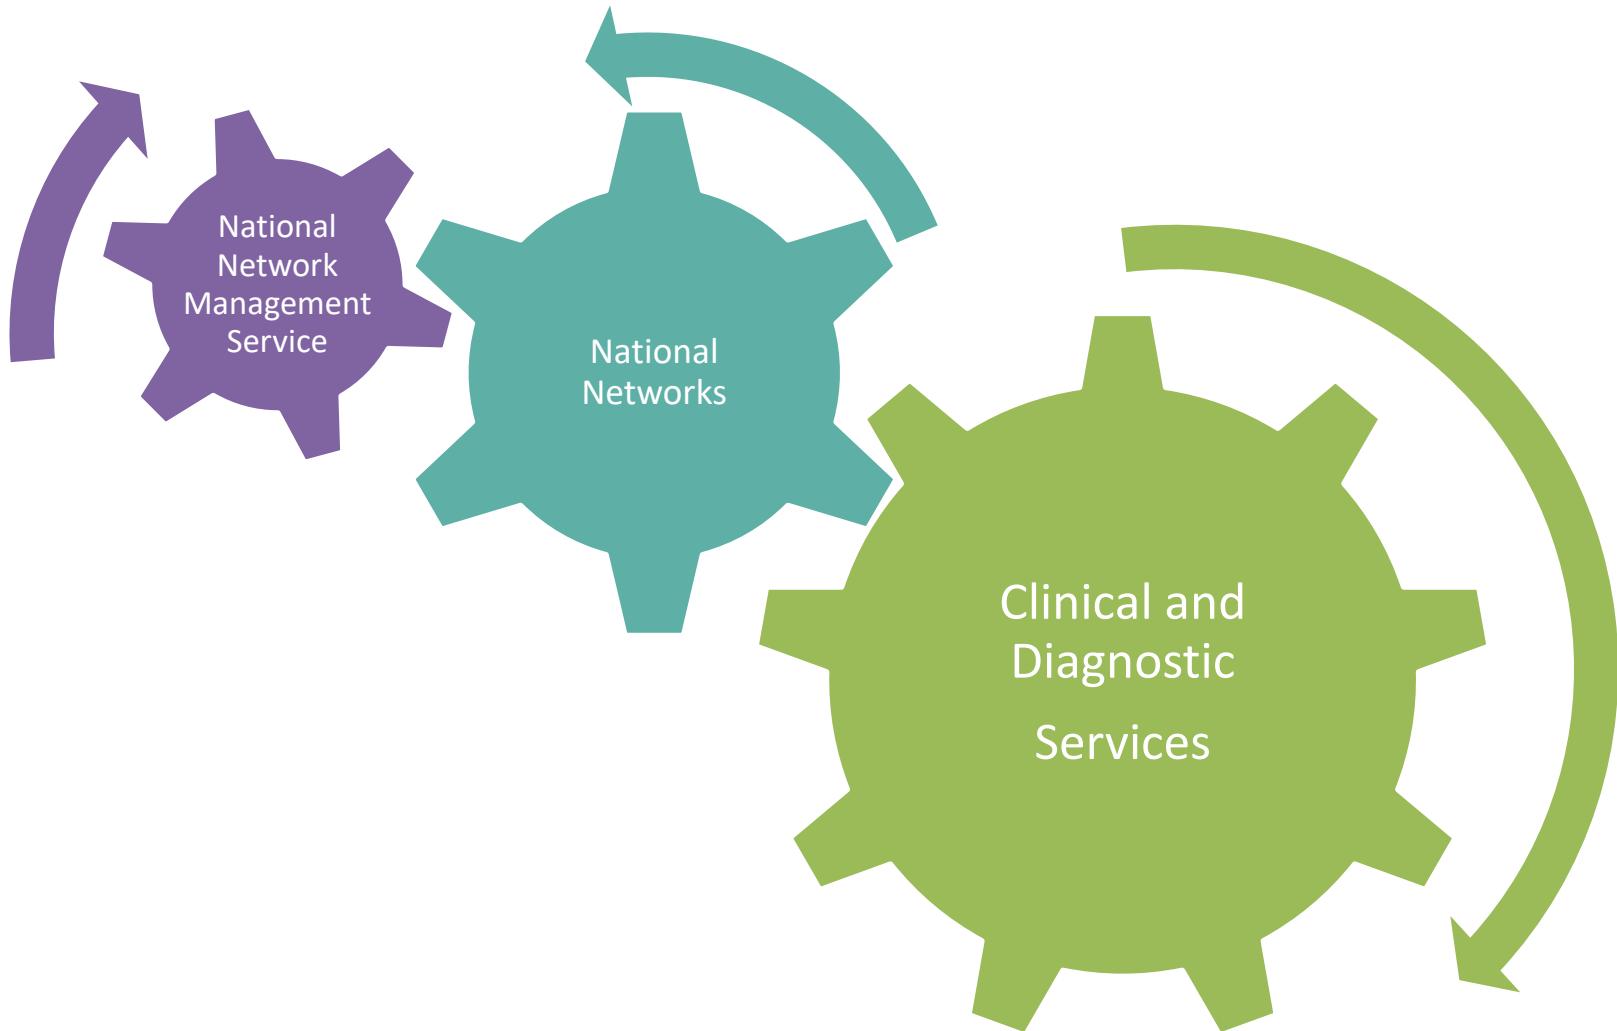 National
Network
Management
Service
National
Networks
Clinical and
Diagnostic
Services